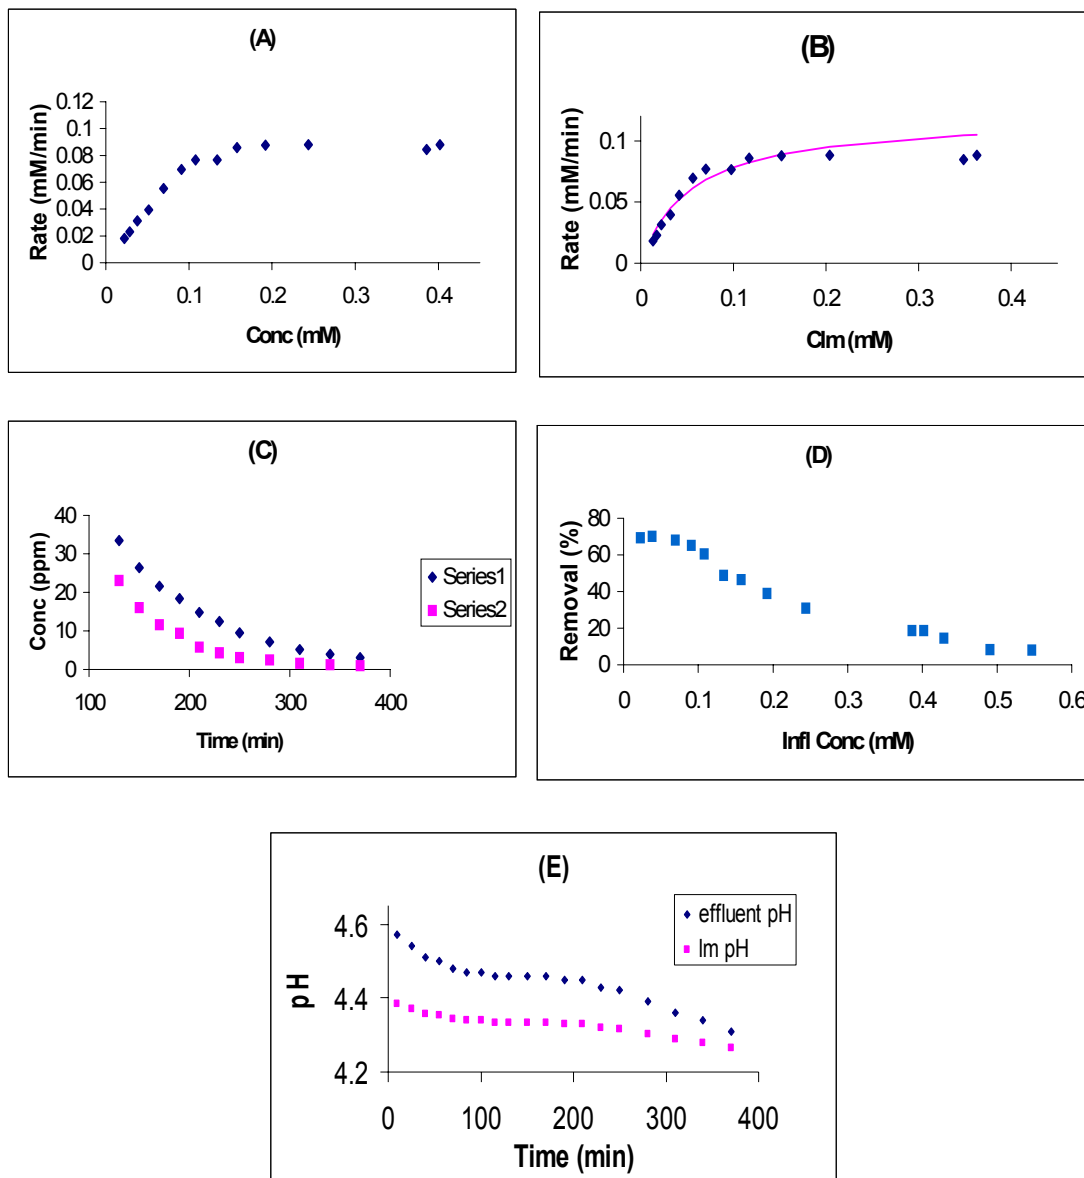 (A)
Rate (mM/min)
0.12
0.1
0.08
0.06
0.04
0.02
0
0 0.1 0.2 0.3 0.4
Conc (mM)
(B)
Rate (mM/min)
0.1
0.05
0
0 0.1 0.2 0.3 0.4
Clm (mM)
(C)
Conc (ppm)
40
30
20
10
0
100 200 300 400
Time (min)
Series1
Series2
(D)
Removal (%)
80
60
40
20
0
0 0.1 0.2 0.3 0.4 0.5 0.6
Infl Conc (mM)
(E)
pH
4.6
4.4
4.2
0 100 200 300 400
Time (min)
effluent pH
lm pH